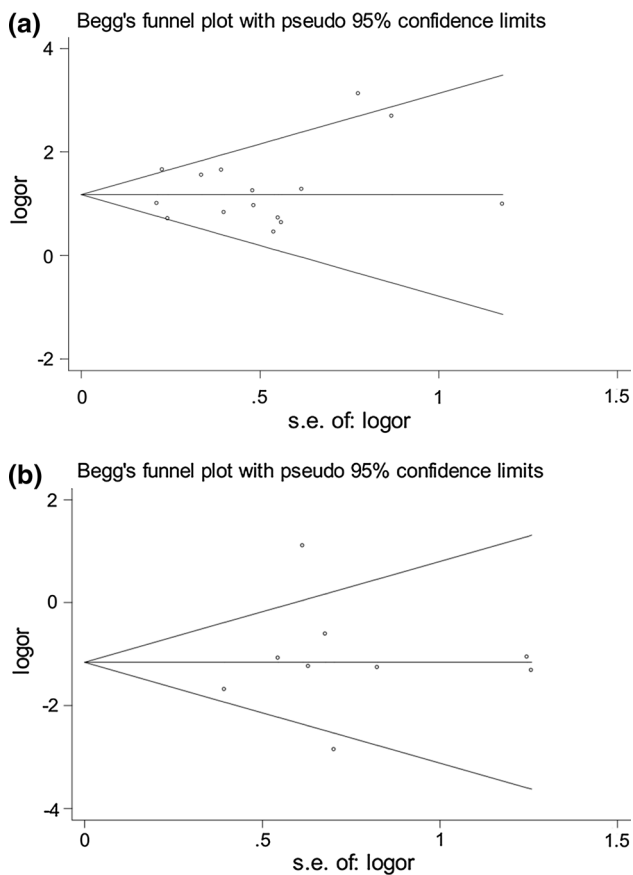 (a) Begg's funnel plot with pseudo 95% confidence limits
4
2
logor
0
-2
0 .5 1 1.5
s.e. of: logor
(b) Begg's funnel plot with pseudo 95% confidence limits
2
0
logor
-2
-4
0 .5 1 1.5
s.e. of: logor